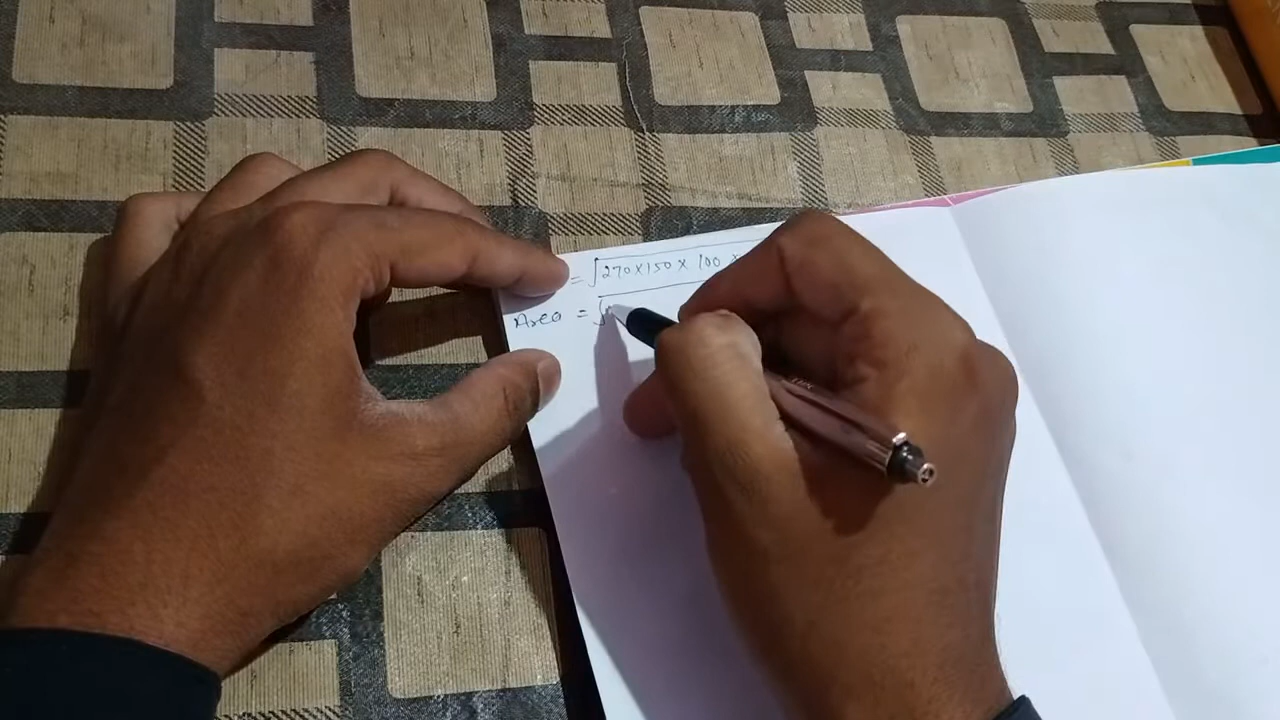 = √270×150× 100 ×
Area = √